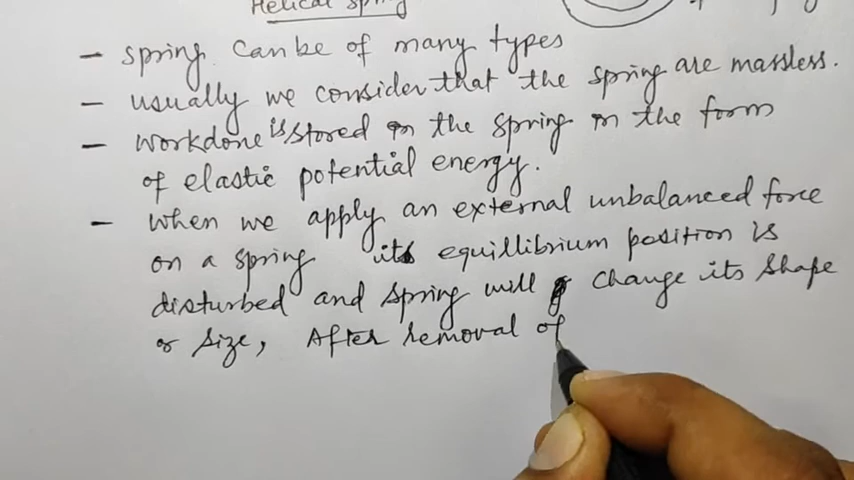 Helical Spring
- Spring can be of many types
- usually we consider that the spring are massless.
- workdone is stored in the spring in the form
of elastic potential energy.
- when we apply an external unbalanced force
on a spring its equillibrium position is
disturbed and spring will change its shape
or size, After removal of